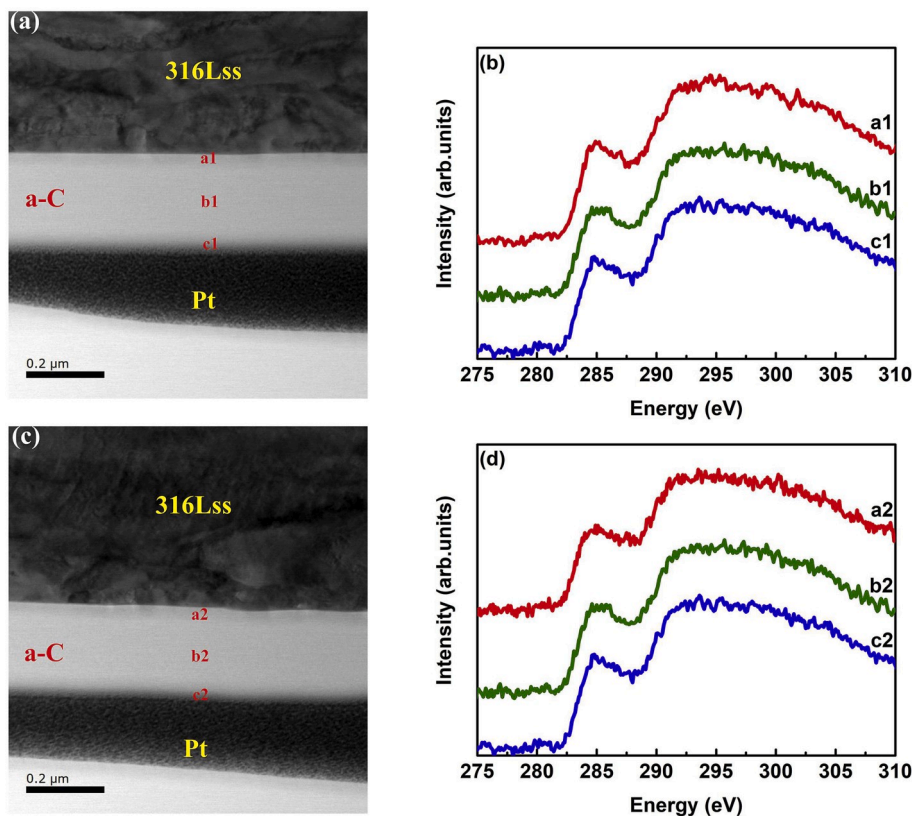 (a)
316Lss
a1
a-C
b1
c1
Pt
0.2 μm
(b)
a1
b1
c1
Intensity (arb.units)
275 280 285 290 295 300 305 310
Energy (eV)
(c)
316Lss
a2
a-C
b2
c2
Pt
0.2 μm
(d)
a2
b2
c2
Intensity (arb.units)
275 280 285 290 295 300 305 310
Energy (eV)